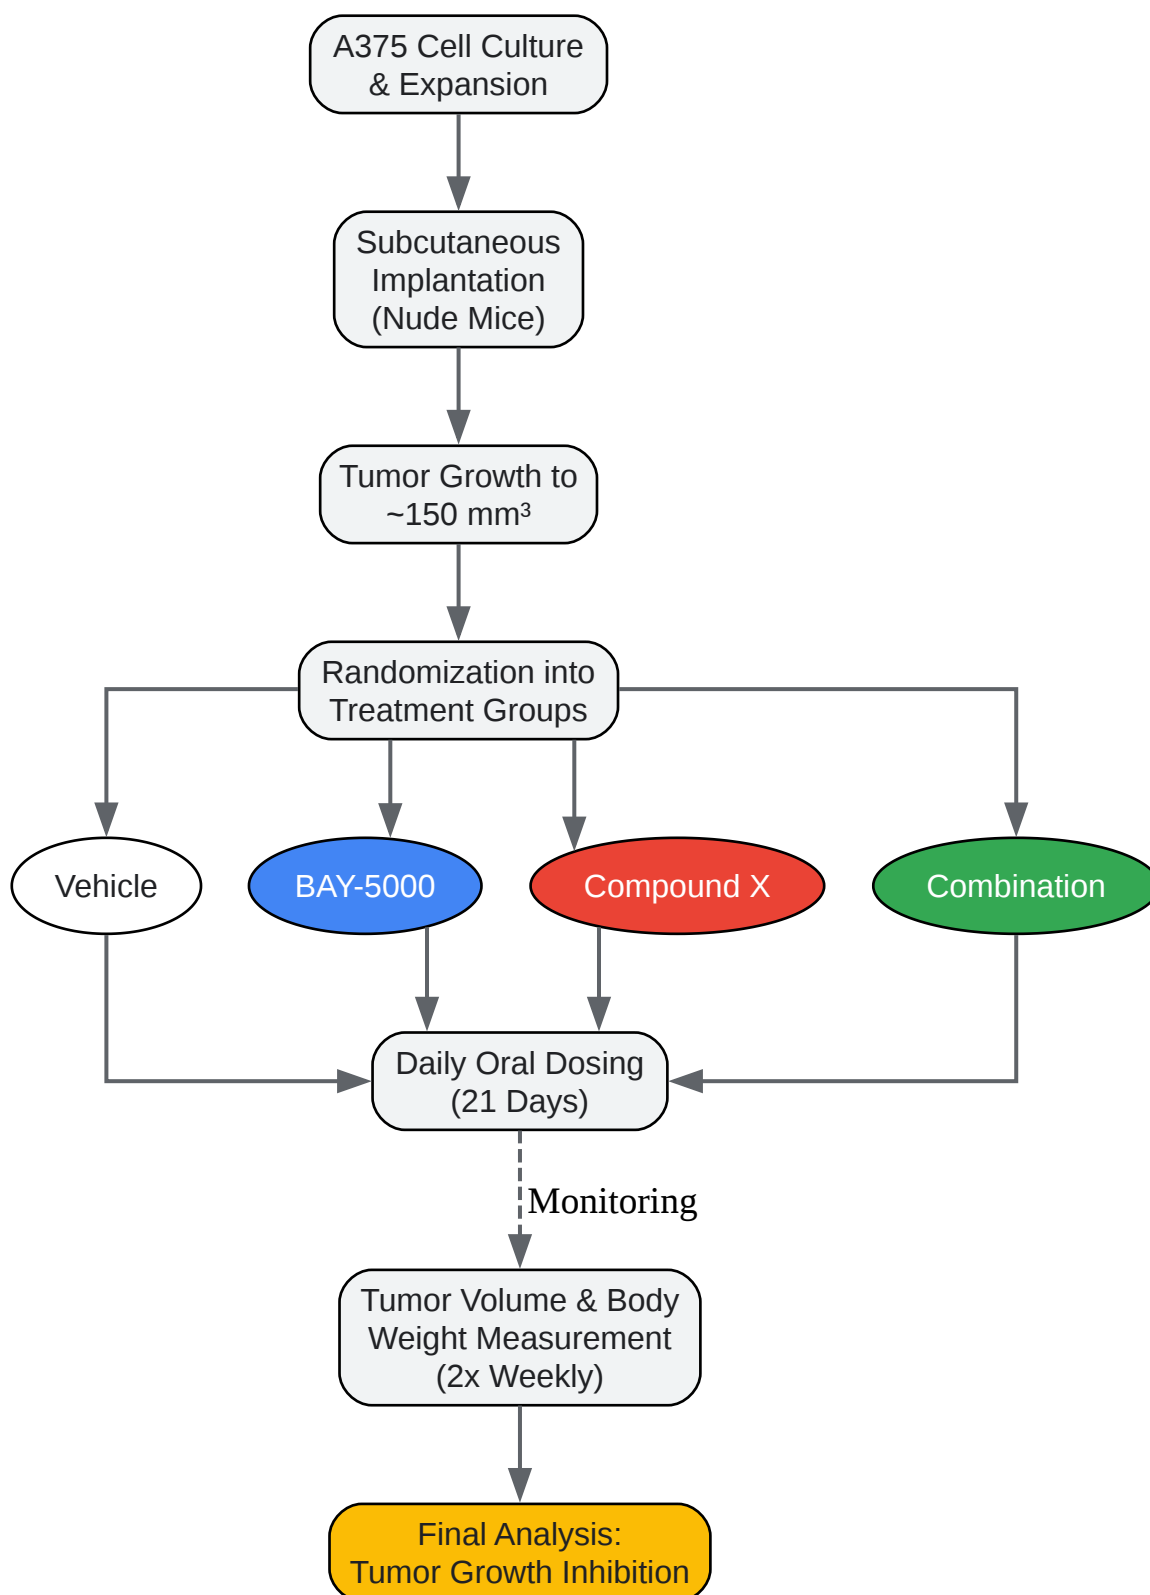 A375 Cell Culture
& Expansion
Subcutaneous
Implantation
(Nude Mice)
Tumor Growth to
~150 mm³
Randomization into
Treatment Groups
Vehicle
BAY-5000
Compound X
Combination
Daily Oral Dosing
(21 Days)
Monitoring
Tumor Volume & Body
Weight Measurement
(2x Weekly)
Final Analysis:
Tumor Growth Inhibition